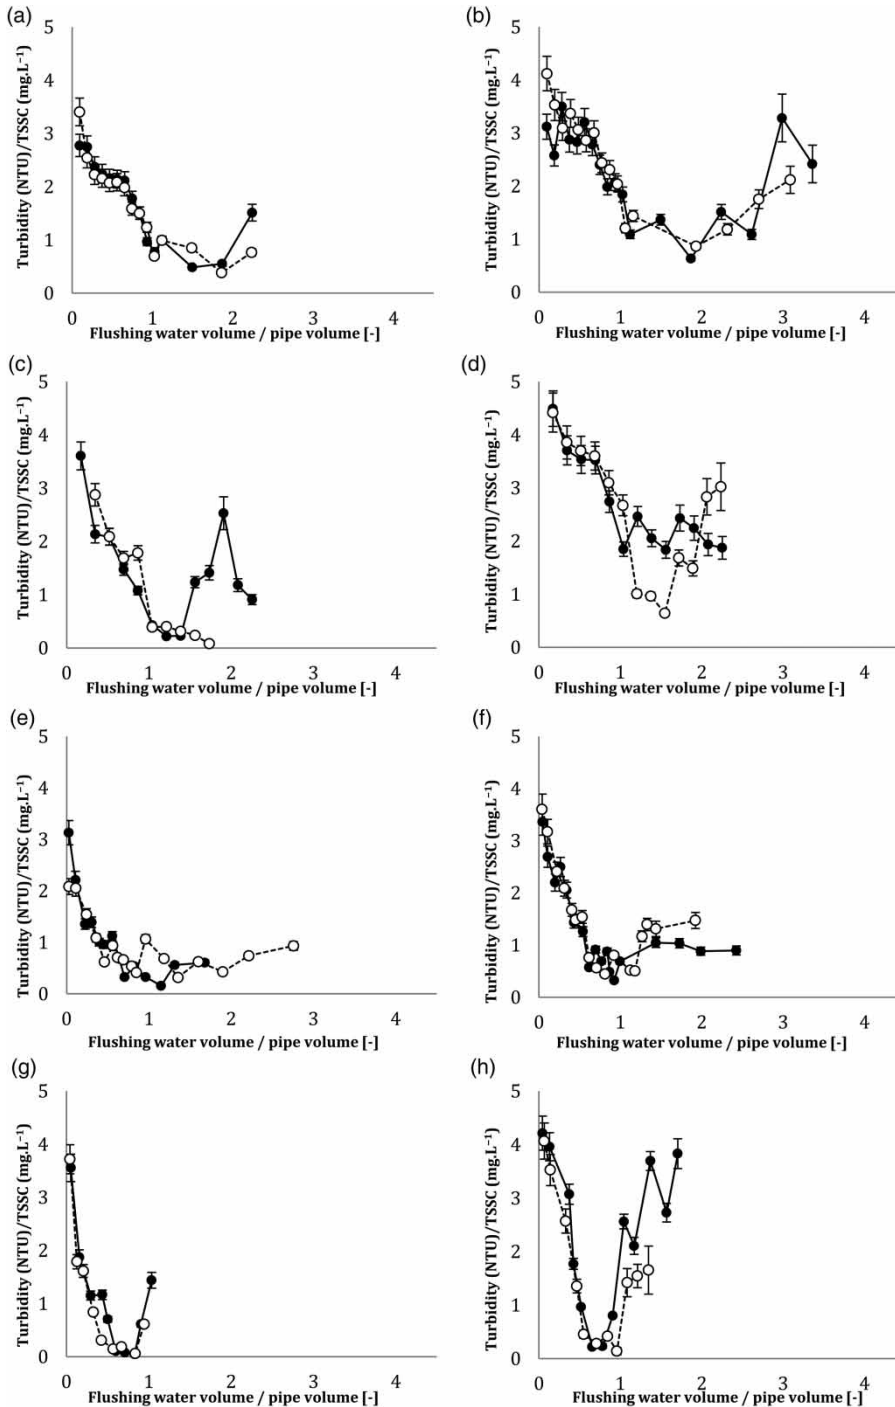 (a)
Turbidity (NTU)/TSSC (mg.L⁻¹)
5
4
3
2
1
0
0 1 2 3 4
Flushing water volume / pipe volume [-]
(b)
Turbidity (NTU)/TSSC (mg.L⁻¹)
5
4
3
2
1
0
0 1 2 3 4
Flushing water volume / pipe volume [-]
(c)
Turbidity (NTU)/TSSC (mg.L⁻¹)
5
4
3
2
1
0
0 1 2 3 4
Flushing water volume / pipe volume [-]
(d)
Turbidity (NTU)/TSSC (mg.L⁻¹)
5
4
3
2
1
0
0 1 2 3 4
Flushing water volume / pipe volume [-]
(e)
Turbidity (NTU)/TSSC (mg.L⁻¹)
5
4
3
2
1
0
0 1 2 3 4
Flushing water volume / pipe volume [-]
(f)
Turbidity (NTU)/TSSC (mg.L⁻¹)
5
4
3
2
1
0
0 1 2 3 4
Flushing water volume / pipe volume [-]
(g)
Turbidity (NTU)/TSSC (mg.L⁻¹)
5
4
3
2
1
0
0 1 2 3 4
Flushing water volume / pipe volume [-]
(h)
Turbidity (NTU)/TSSC (mg.L⁻¹)
5
4
3
2
1
0
0 1 2 3 4
Flushing water volume / pipe volume [-]